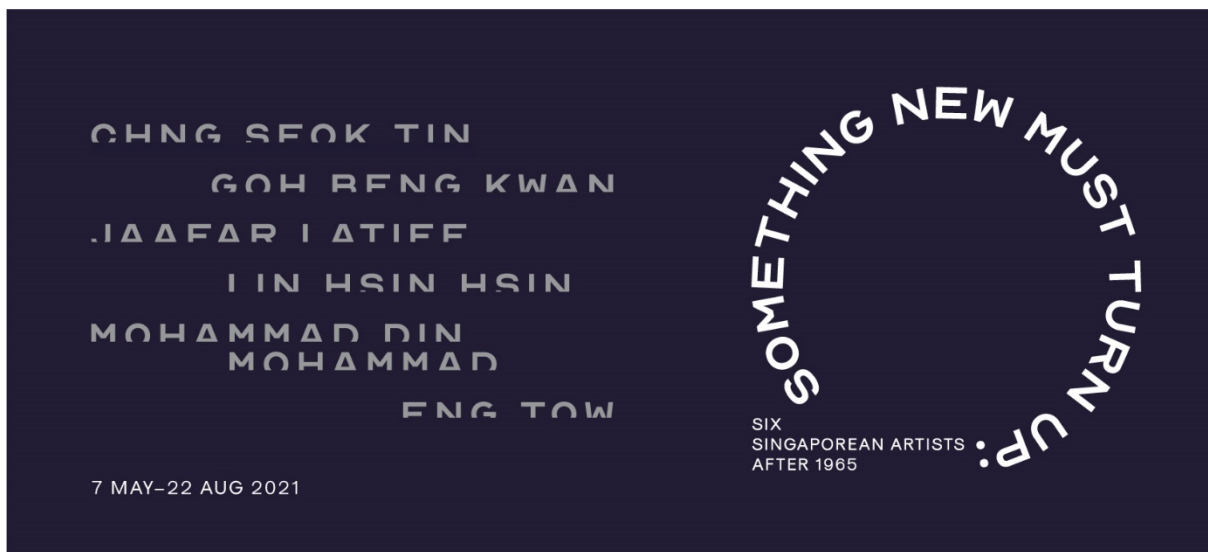 CHNG SEOK TIN
GOH BENG KWAN
JAAFAR LATIFF
LIN HSIN HSIN
MOHAMMAD DIN
MOHAMMAD
ENG TOW
7 MAY–22 AUG 2021
SOMETHING NEW MUST TURN UP:
SIX
SINGAPOREAN ARTISTS
AFTER 1965